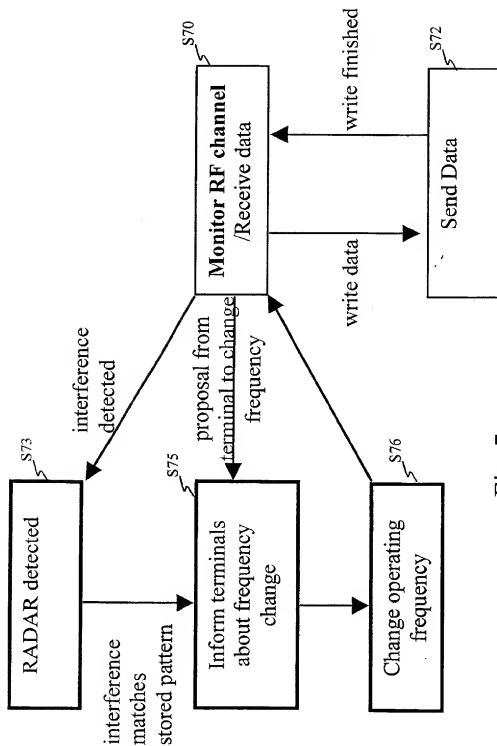 RADAR detected
S73
interference
detected
interference
matches
stored pattern
Inform terminals
about frequency
change
S75
proposal from
terminal to change
frequency
Monitor RF channel
/Receive data
S70
write data
write finished
Send Data
S72
Change operating
frequency
S76